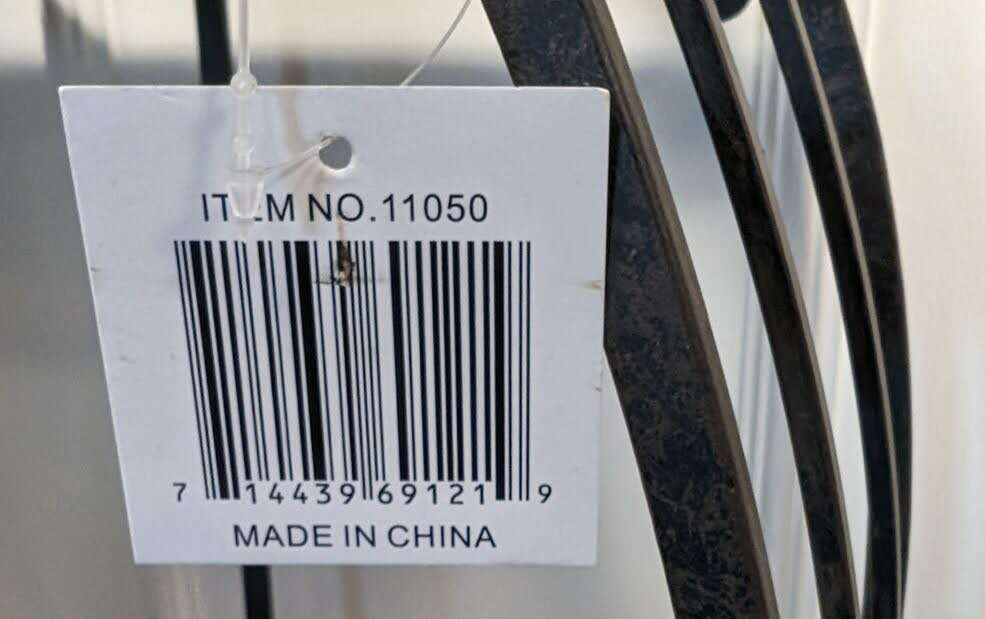 ITEM NO.11050
7 14439 69121 9
MADE IN CHINA